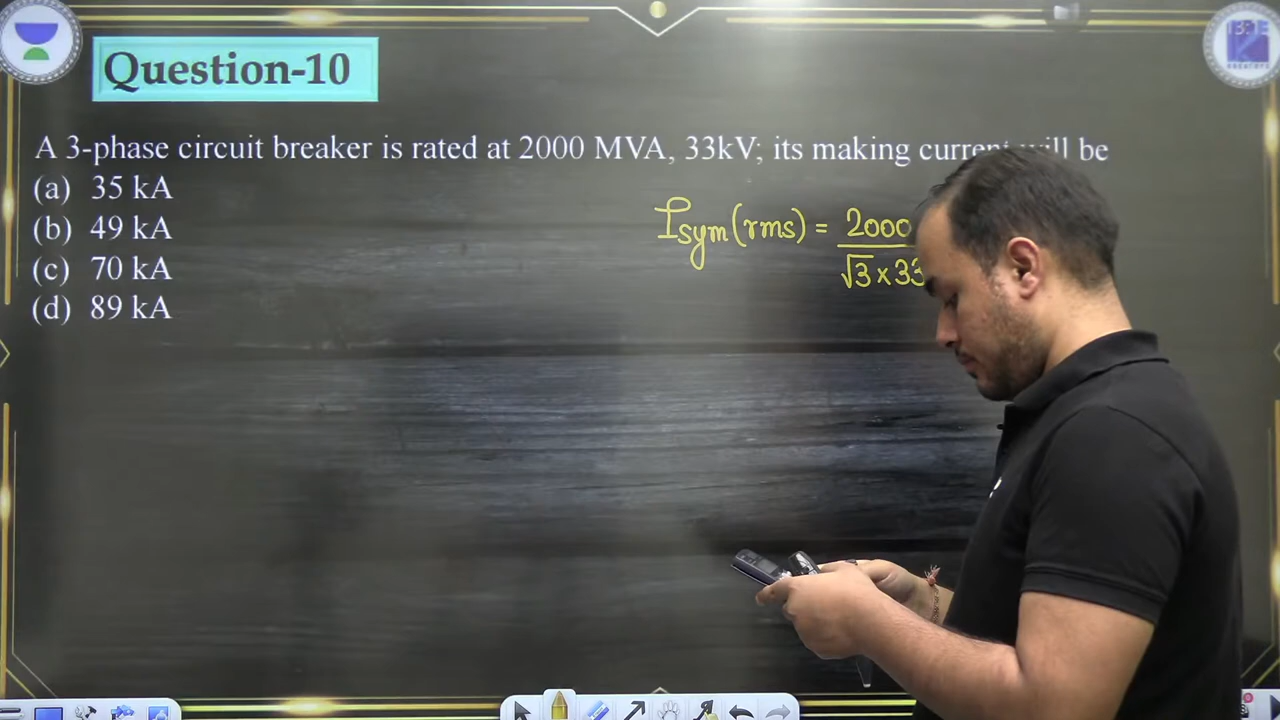 Question-10
A 3-phase circuit breaker is rated at 2000 MVA, 33kV; its making current will be
(a) 35 kA
(b) 49 kA
(c) 70 kA
(d) 89 kA
Isym(rms) = 2000
√3×33